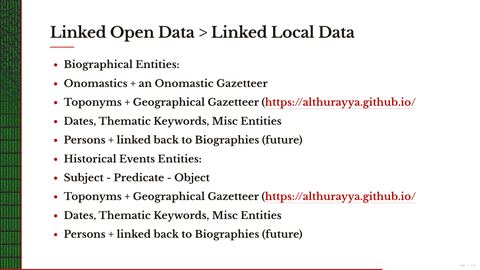 Linked Open Data > Linked Local Data
• Biographical Entities:
• Onomastics + an Onomastic Gazetteer
• Toponyms + Geographical Gazetteer (https://althurayya.github.io/
• Dates, Thematic Keywords, Misc Entities
• Persons + linked back to Biographies (future)
• Historical Events Entities:
• Subject - Predicate - Object
• Toponyms + Geographical Gazetteer (https://althurayya.github.io/
• Dates, Thematic Keywords, Misc Entities
• Persons + linked back to Biographies (future)